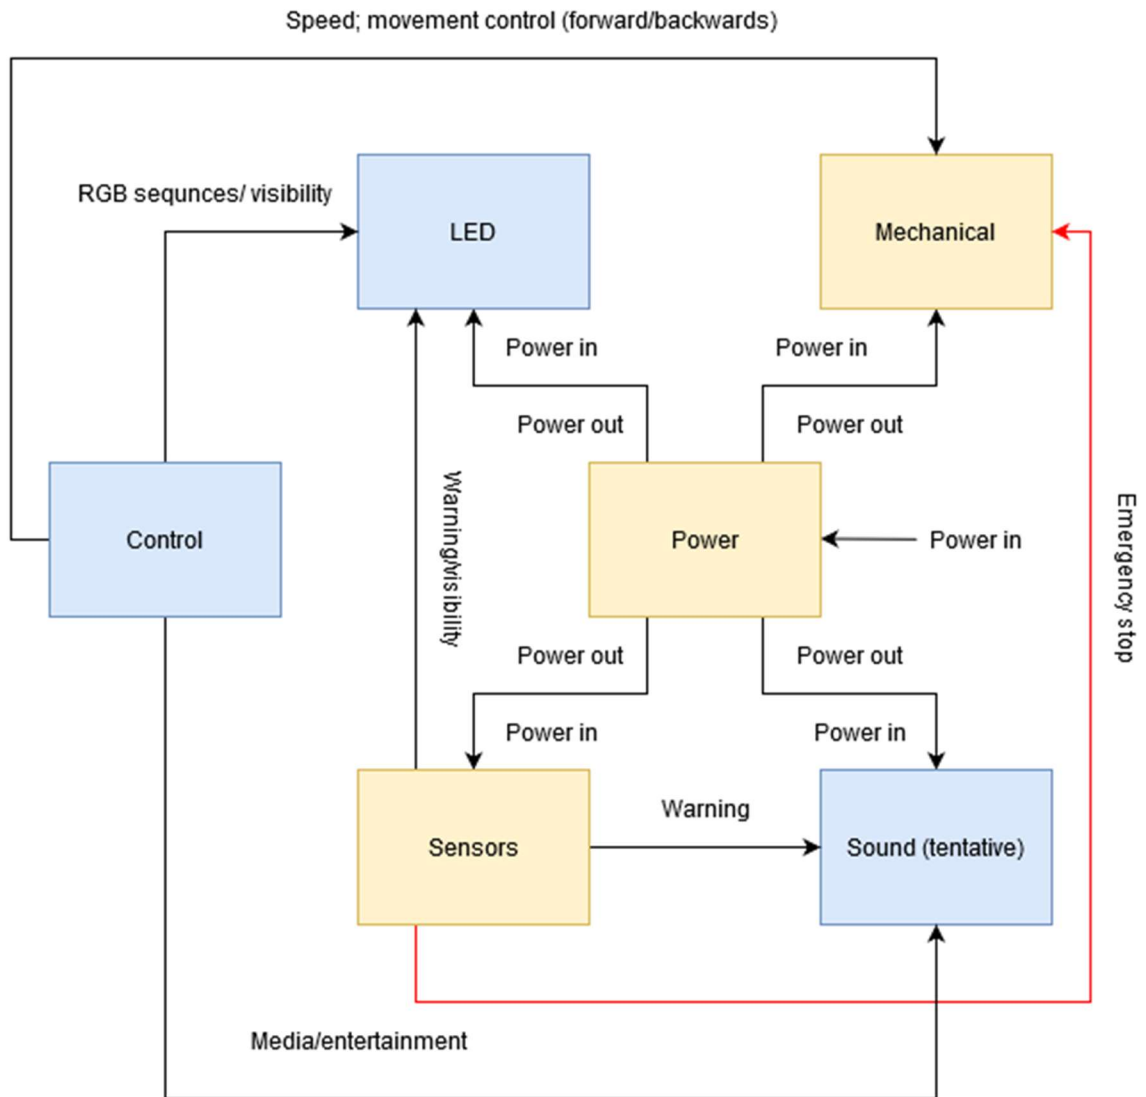 Speed; movement control (forward/backwards)
RGB sequnces/ visibility
LED
Mechanical
Power in
Power in
Power out
Power out
Control
Warning/visibility
Power
Power in
Emergency stop
Power out
Power out
Power in
Power in
Sensors
Warning
Sound (tentative)
Media/entertainment